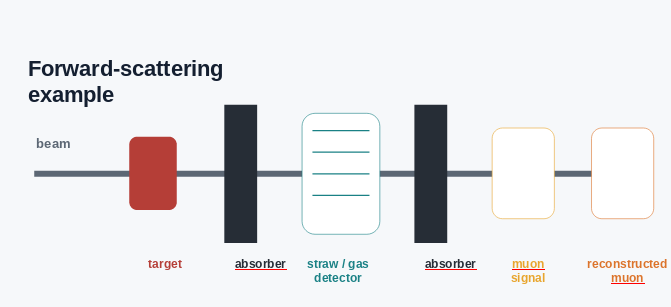 Forward-scattering
example
beam
target
absorber
straw / gas
detector
absorber
muon
signal
reconstructed
muon